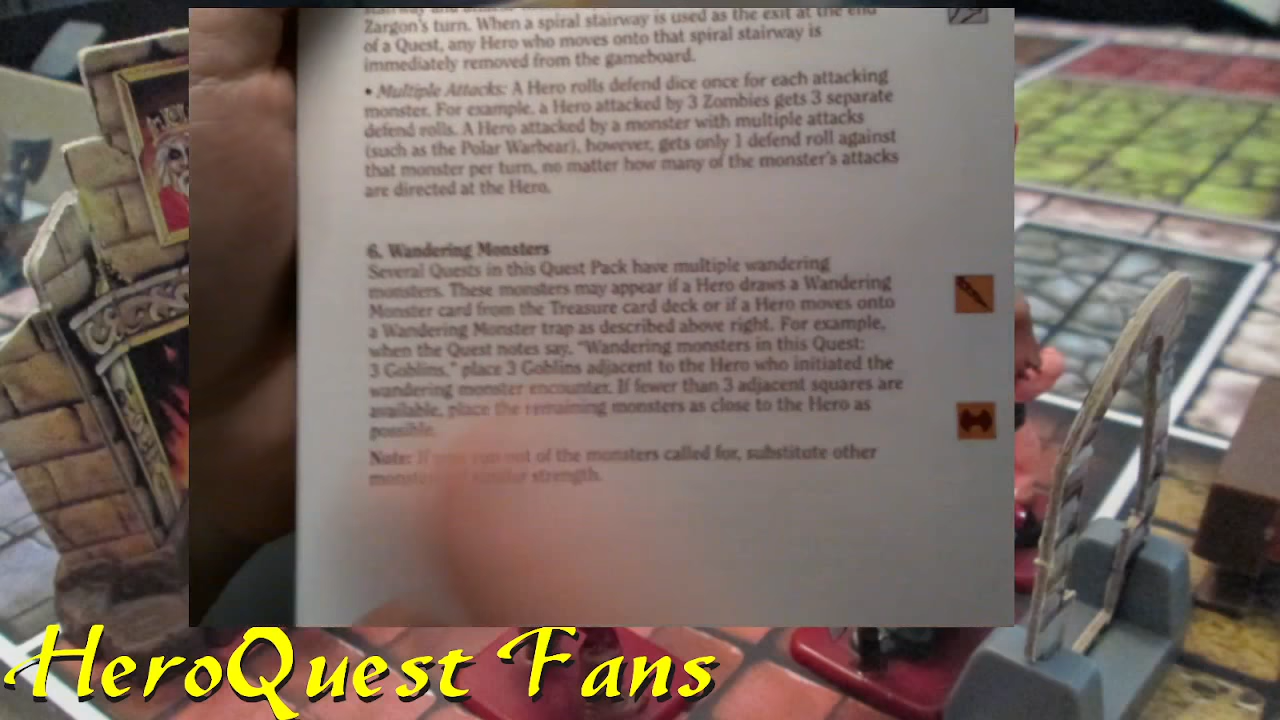 Zargon's turn. When a spiral stairway is used as the exit at the end
of a Quest, any Hero who moves onto that spiral stairway is
immediately removed from the gameboard.
• Multiple Attacks: A Hero rolls defend dice once for each attacking
monster. For example, a Hero attacked by 3 Zombies gets 3 separate
defend rolls. A Hero attacked by a monster with multiple attacks
(such as the Polar Warbear), however, gets only 1 defend roll against
that monster per turn, no matter how many of the monster's attacks
are directed at the Hero.
6. Wandering Monsters
Several Quests in this Quest Pack have multiple wandering
monsters. These monsters may appear if a Hero draws a Wandering
Monster card from the Treasure card deck or if a Hero moves onto
a Wandering Monster trap as described above right. For example,
when the Quest notes say, "Wandering monsters in this Quest:
3 Goblins," place 3 Goblins adjacent to the Hero who initiated the
wandering monster encounter. If fewer than 3 adjacent squares are
available, place the remaining monsters as close to the Hero as
possible.
Note: If you run out of the monsters called for, substitute other
strength.
HeroQuest Fans